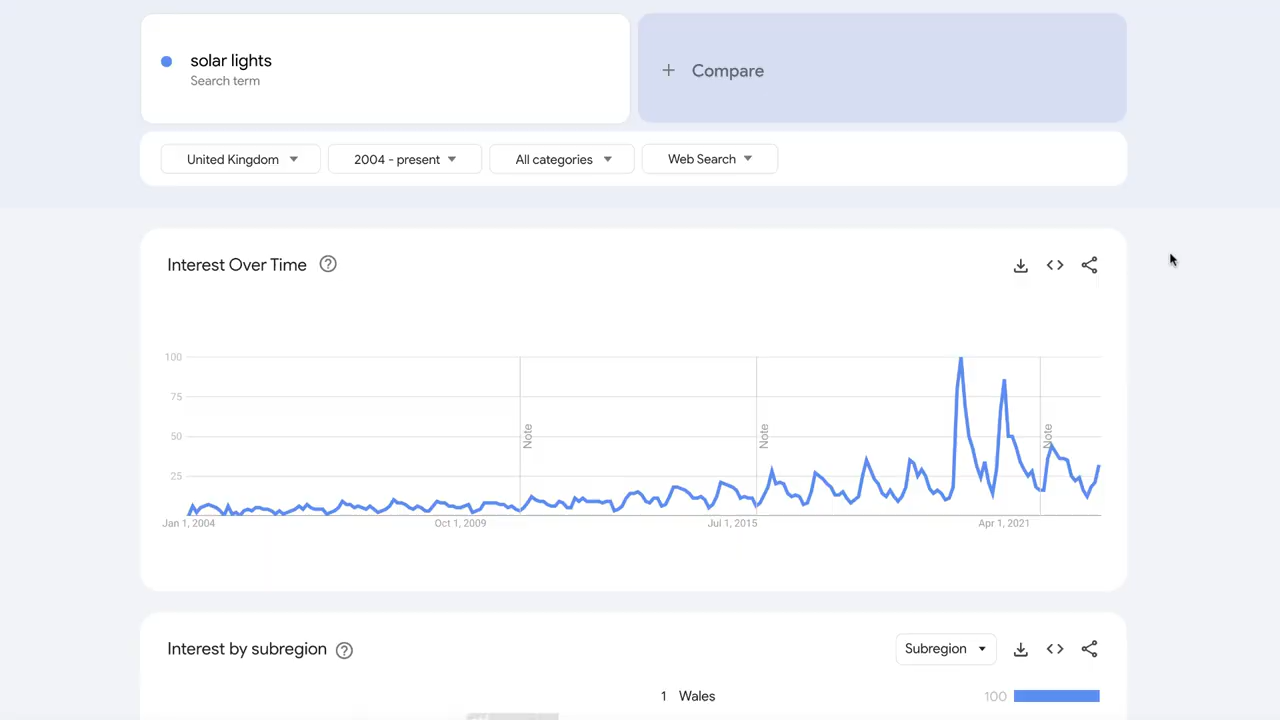 solar lights
Search term
+ Compare
United Kingdom
2004 - present
All categories
Web Search
Interest Over Time
100
75
50
25
Note
Note
Note
Jan 1, 2004
Oct 1, 2009
Jul 1, 2015
Apr 1, 2021
Interest by subregion
Subregion
1 Wales 100